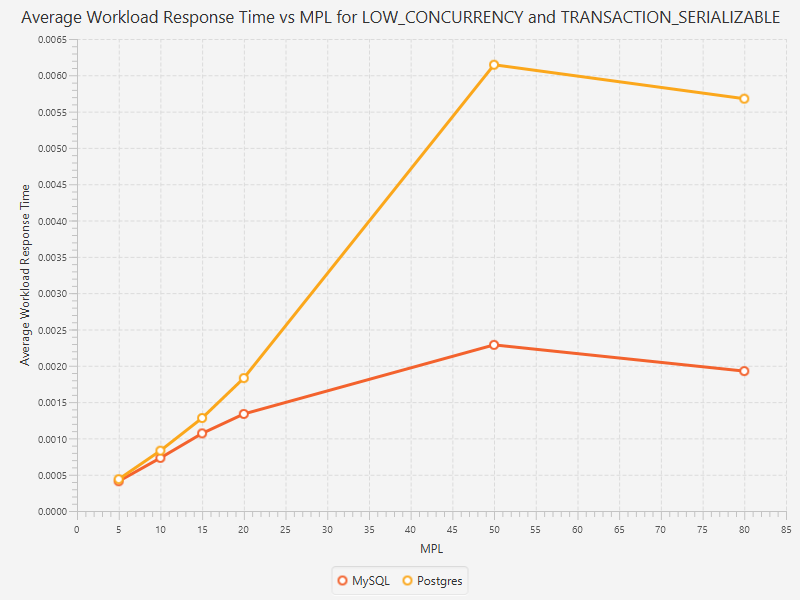 Average Workload Response Time vs MPL for LOW_CONCURRENCY and TRANSACTION_SERIALIZABLE
0.0065
0.0060
0.0055
0.0050
0.0045
0.0040
0.0035
0.0030
0.0025
0.0020
0.0015
0.0010
0.0005
0.0000
Average Workload Response Time
0 5 10 15 20 25 30 35 40 45 50 55 60 65 70 75 80 85
MPL
MySQL Postgres